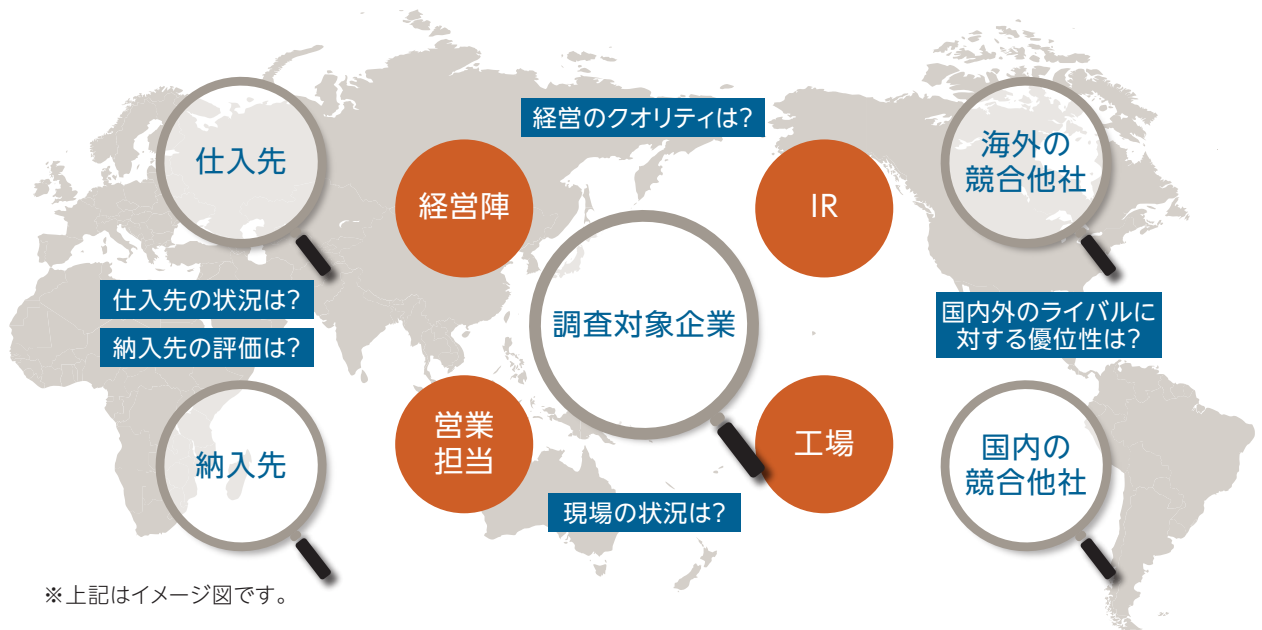 経営のクオリティは?
仕入先
経営陣
IR
海外の
競合他社
調査対象企業
仕入先の状況は?
納入先の評価は?
国内外のライバルに
対する優位性は?
納入先
営業
担当
工場
国内の
競合他社
現場の状況は?
※上記はイメージ図です。